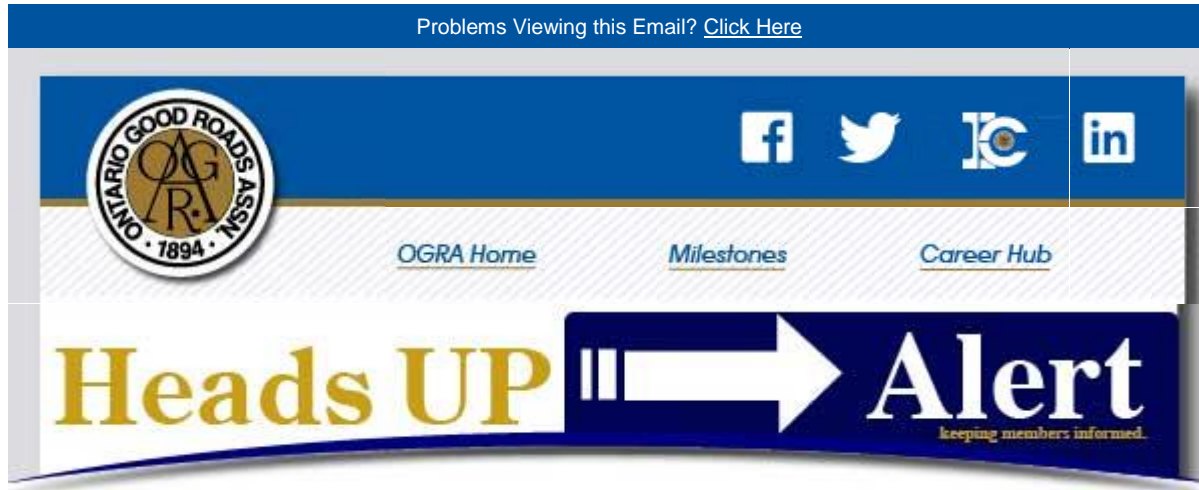 Problems Viewing this Email? Click Here
ONTARIO GOOD ROADS ASSN.
OGRA
· 1894 ·
OGRA Home Milestones Career Hub
Heads UP Alert
keeping members informed.